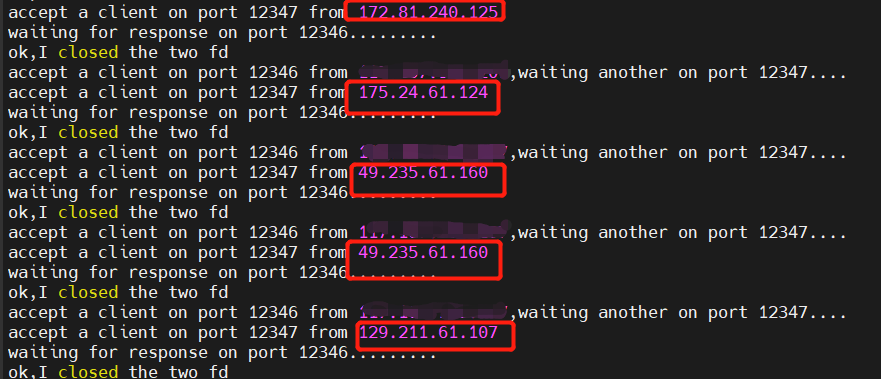 accept a client on port 12347 from 172.81.240.125
waiting for response on port 12346.........
ok,I closed the two fd
accept a client on port 12346 from ,waiting another on port 12347....
accept a client on port 12347 from 175.24.61.124
waiting for response on port 12346.........
ok,I closed the two fd
accept a client on port 12346 from ,waiting another on port 12347....
accept a client on port 12347 from 49.235.61.160
waiting for response on port 12346.........
ok,I closed the two fd
accept a client on port 12346 from ,waiting another on port 12347....
accept a client on port 12347 from 49.235.61.160
waiting for response on port 12346.........
ok,I closed the two fd
accept a client on port 12346 from ,waiting another on port 12347....
accept a client on port 12347 from 129.211.61.107
waiting for response on port 12346.........
ok,I closed the two fd